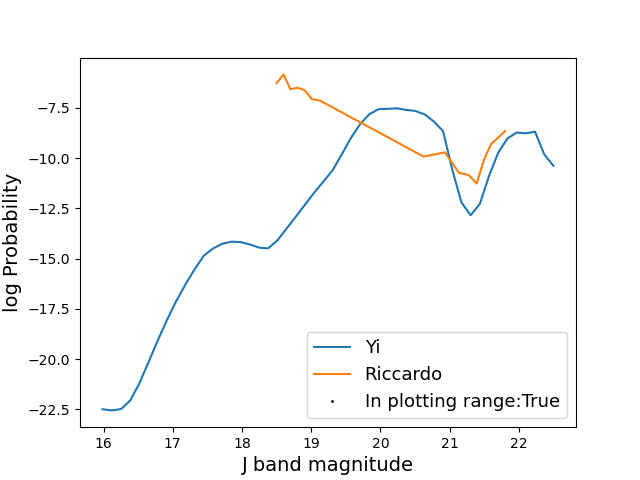 −7.5
−10.0
−12.5
−15.0
−17.5
−20.0
−22.5
log Probability
Yi
Riccardo
In plotting range:True
16 17 18 19 20 21 22
J band magnitude